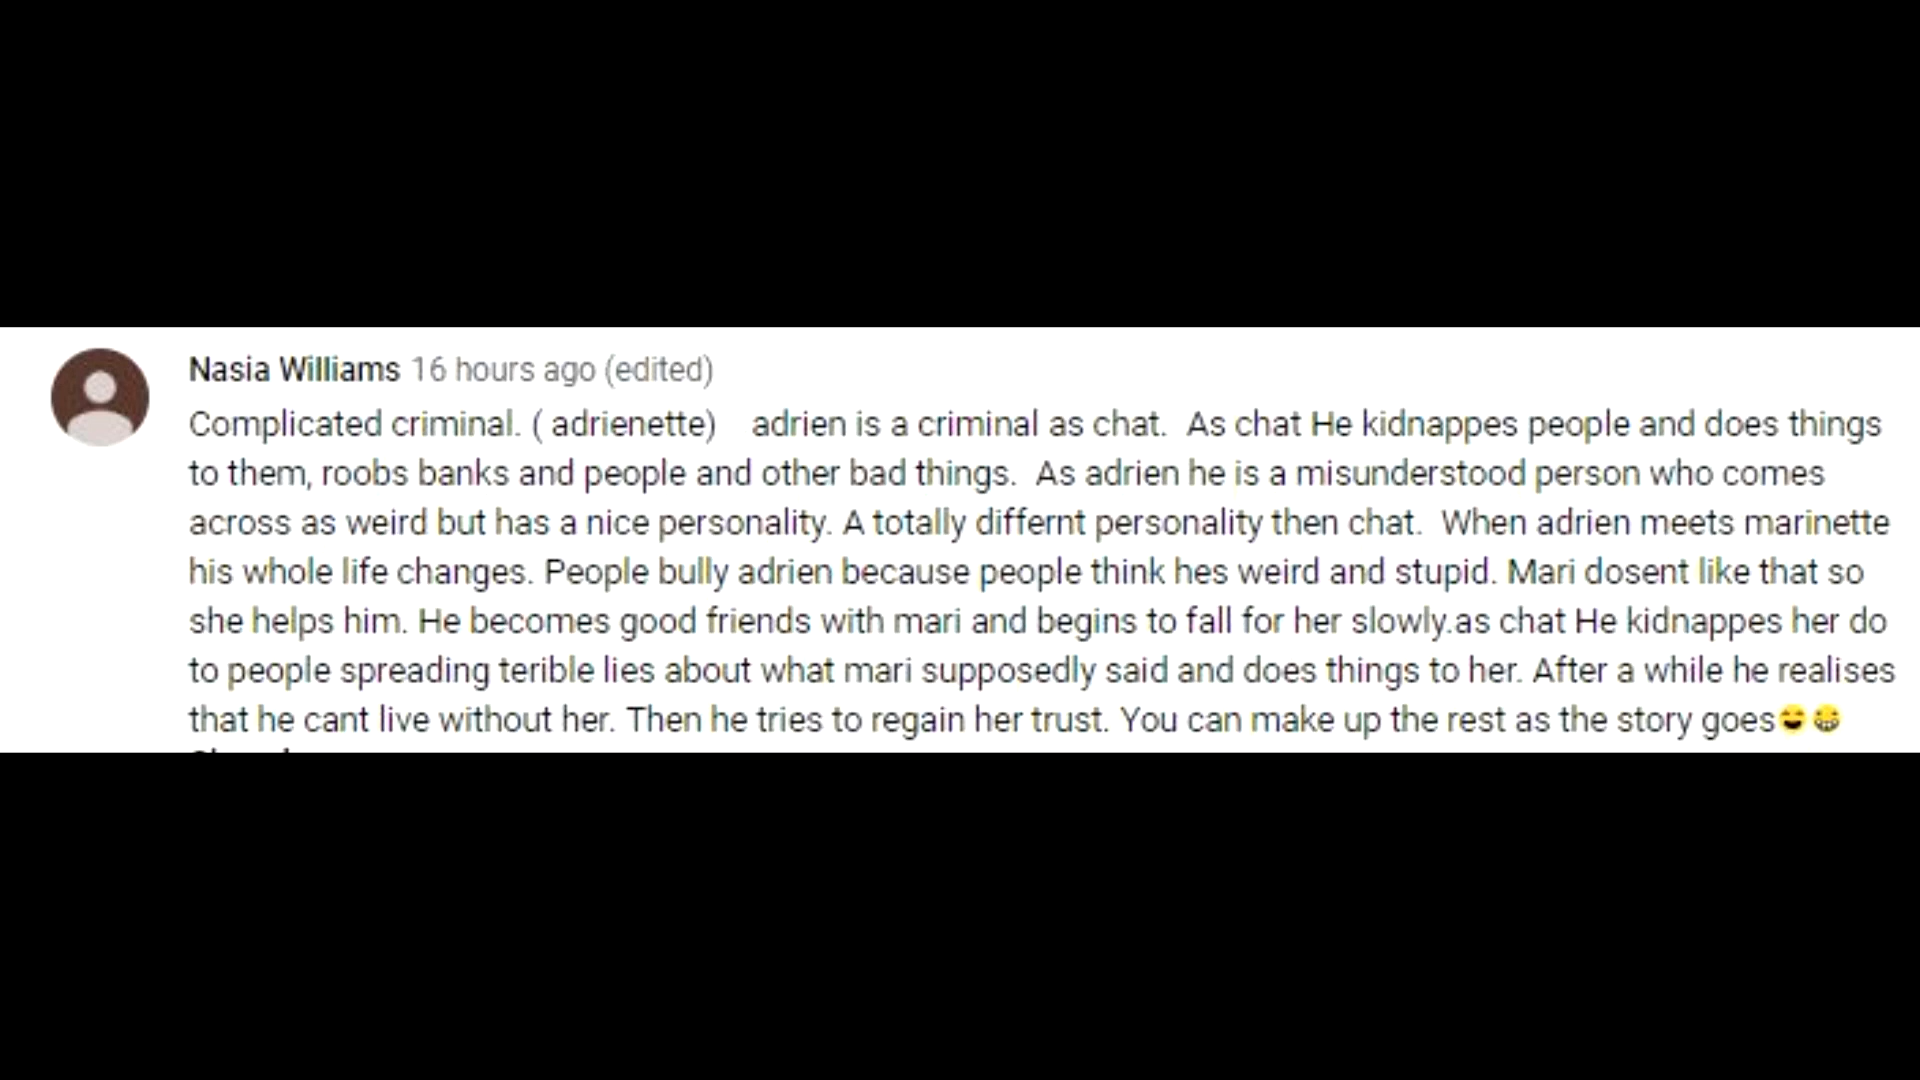 Nasia Williams 16 hours ago (edited)
Complicated criminal. ( adrienette)    adrien is a criminal as chat.  As chat He kidnappes people and does things
to them, roobs banks and people and other bad things.  As adrien he is a misunderstood person who comes
across as weird but has a nice personality. A totally differnt personality then chat.  When adrien meets marinette
his whole life changes. People bully adrien because people think hes weird and stupid. Mari dosent like that so
she helps him. He becomes good friends with mari and begins to fall for her slowly.as chat He kidnappes her do
to people spreading terible lies about what mari supposedly said and does things to her. After a while he realises
that he cant live without her. Then he tries to regain her trust. You can make up the rest as the story goes😄😁